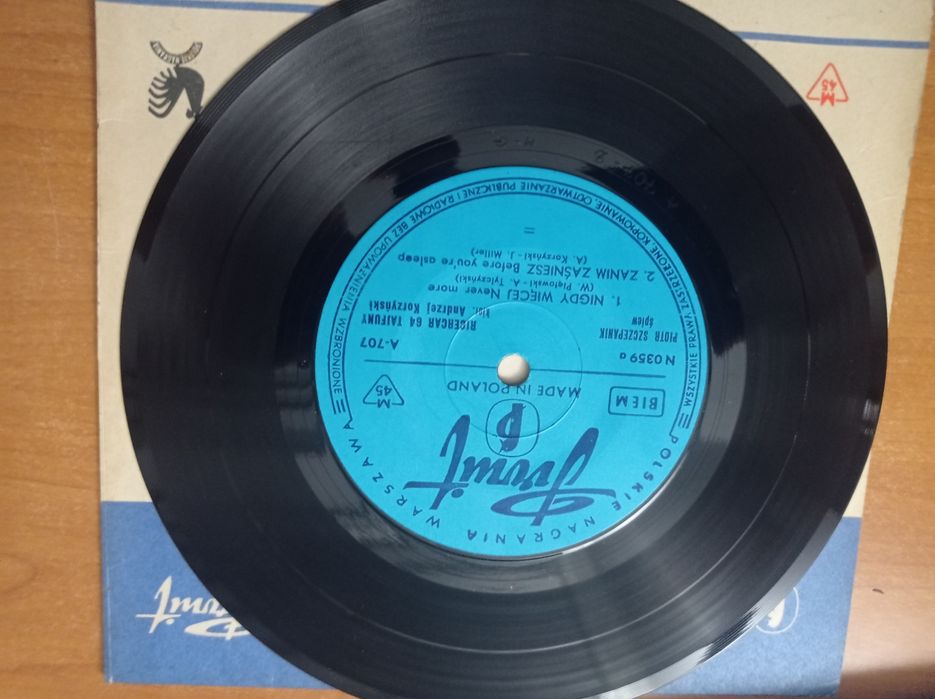 POLSKIE NAGRANIA WARSZAWA
Pronit
BIEM
MADE IN POLAND
M
45
N 0359 a
A-707
PIOTR SZCZEPANIK
śpiew
RICERCAR 64 TAJFUNY
kier. Andrzej Korzyński
1. NIGDY WIĘCEJ Never more
(W. Piętowski - A. Tylczyński)
2. ZANIM ZAŚNIESZ Before you're asleep
(A. Korzyński - J. Miller)
WSZYSTKIE PRAWA ZASTRZEŻONE KOPIOWANIE, ODTWARZANIE PUBLICZNE I RADIOWE BEZ UPOWAŻNIENIA WZBRONIONE
M
45
Pronit